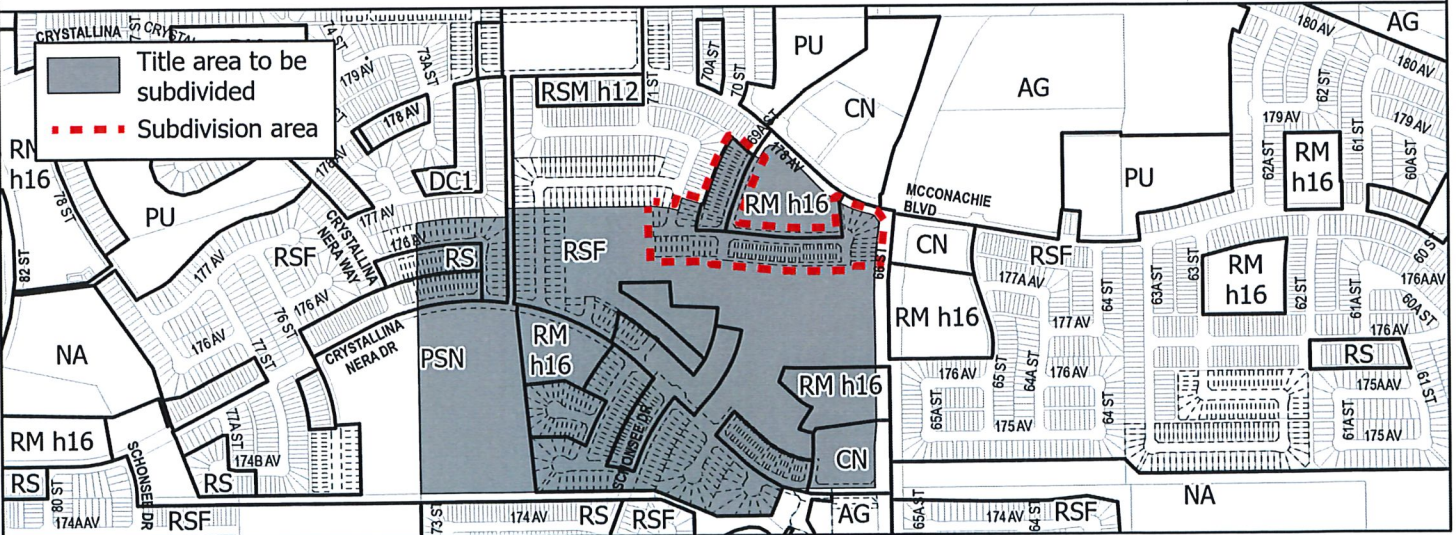 CRYSTALLINA
Title area to be
subdivided
Subdivision area
74 ST
179 AV
73A ST
178 AV
178 AV
RSM h12
71 ST
70A ST
70 ST
PU
CN
69A ST
178 AV
AG
180 AV
AG
180 AV
62 ST
179 AV
179 AV
62A ST
RM
h16
61 ST
60A ST
h16
78 ST
PU
DC1
177 AV
RM h16
MCCONACHIE
BLVD
PU
82 ST
177 AV
RSF
CRYSTALLINA
NERA WAY
RS
RSF
CN
RSF
177A AV
64 ST
63A ST
63 ST
RM
h16
62 ST
61A ST
60 ST
176A AV
60A ST
176 AV
76 ST
176 AV
77 ST
CRYSTALLINA
NERA DR
NA
PSN
RM
h16
RM h16
177 AV
176 AV
RS
175A AV
61 ST
176 AV
65 ST
64A ST
176 AV
65A ST
64 ST
175 AV
RM h16
61A ST
175 AV
RM h16
SCHONSEE DR
77A ST
174B AV
RS
SCHONSEE DR
CN
RS
80 ST
174A AV
RSF
73 ST
174 AV
RS
RSF
AG
65A ST
174 AV
64 ST
RSF
NA